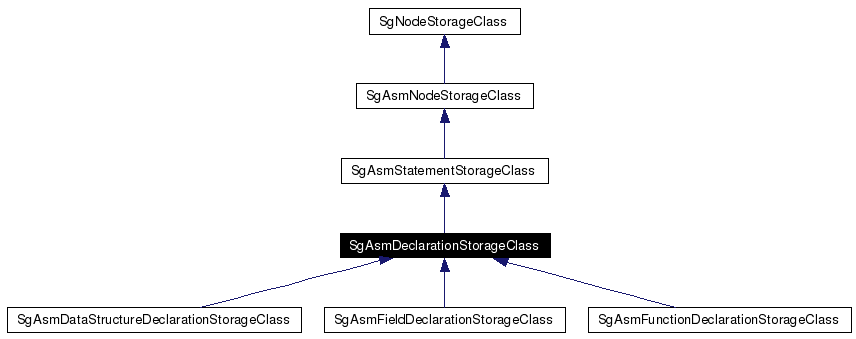 SgNodeStorageClass
SgAsmNodeStorageClass
SgAsmStatementStorageClass
SgAsmDeclarationStorageClass
SgAsmDataStructureDeclarationStorageClass
SgAsmFieldDeclarationStorageClass
SgAsmFunctionDeclarationStorageClass